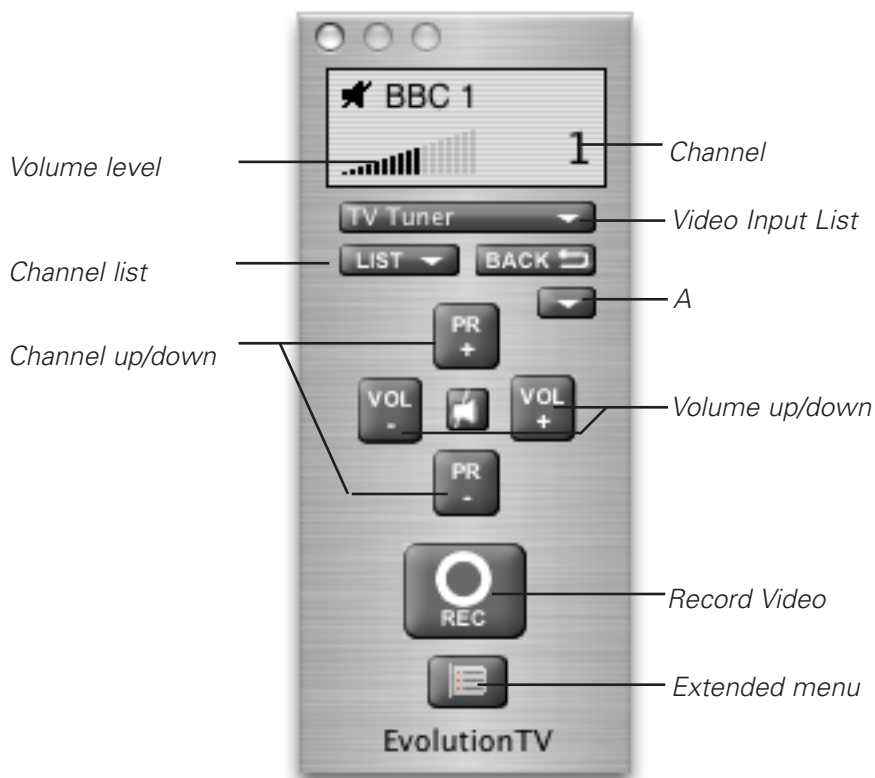 BBC 1
Volume level
1
Channel
TV Tuner
Video Input List
Channel list
LIST
BACK
A
PR
+
Channel up/down
VOL
-
VOL
+
Volume up/down
PR
-
REC
Record Video
Extended menu
EvolutionTV